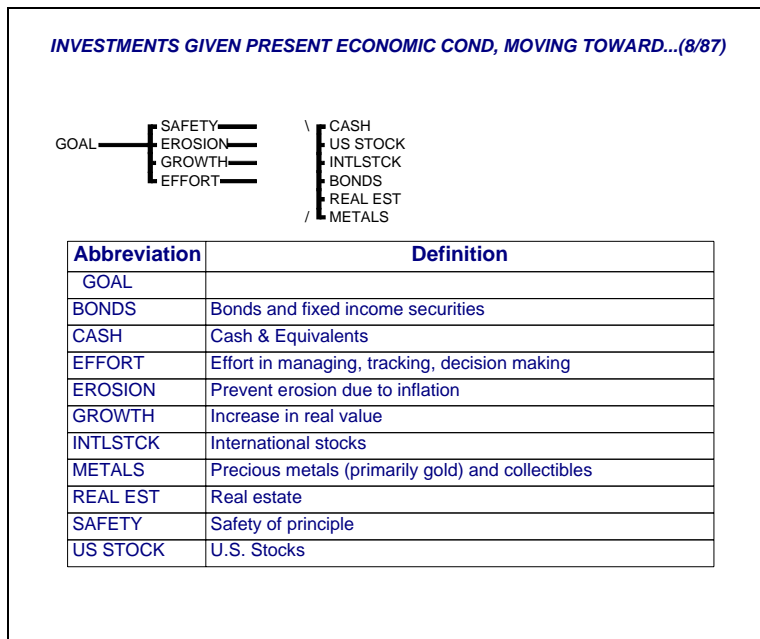 INVESTMENTS GIVEN PRESENT ECONOMIC COND, MOVING TOWARD...(8/87)
SAFETY \ CASH
GOAL EROSION US STOCK
GROWTH INTLSTCK
EFFORT BONDS
REAL EST
/ METALS
Abbreviation Definition
GOAL
BONDS Bonds and fixed income securities
CASH Cash & Equivalents
EFFORT Effort in managing, tracking, decision making
EROSION Prevent erosion due to inflation
GROWTH Increase in real value
INTLSTCK International stocks
METALS Precious metals (primarily gold) and collectibles
REAL EST Real estate
SAFETY Safety of principle
US STOCK U.S. Stocks